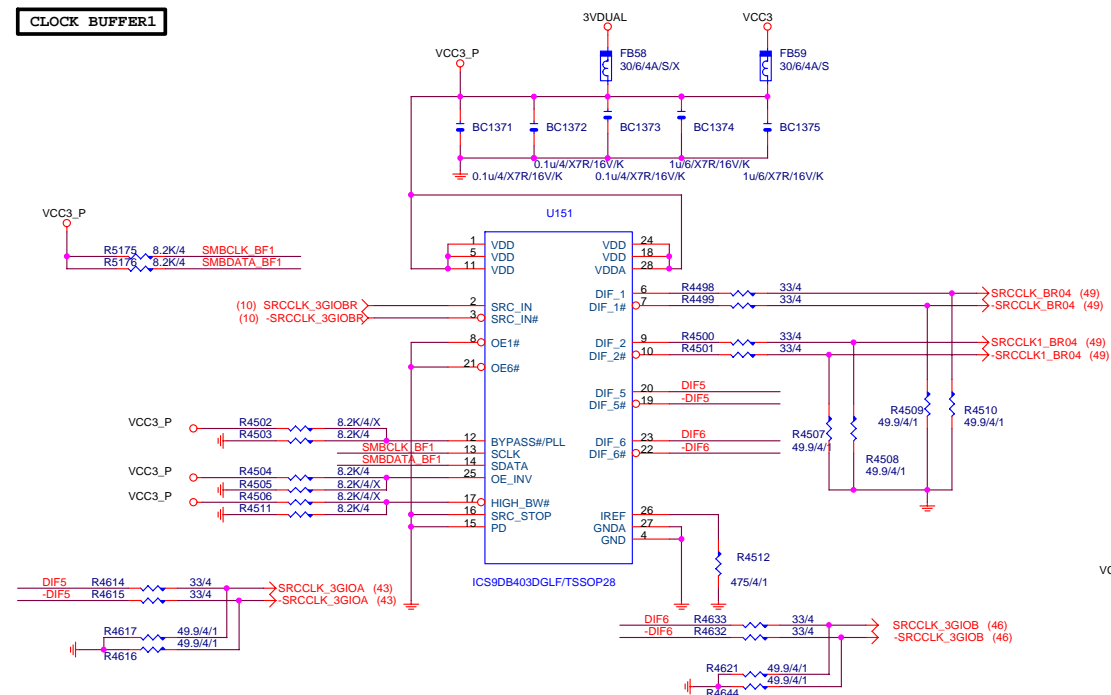 CLOCK BUFFER1
3VDUAL
VCC3
VCC3_P
FB58
30/6/4A/S/X
FB59
30/6/4A/S
BC1371
BC1372
BC1373
BC1374
BC1375
0.1u/4/X7R/16V/K
1u/6/X7R/16V/K
0.1u/4/X7R/16V/K
0.1u/4/X7R/16V/K
1u/6/X7R/16V/K
VCC3_P
U151
R5175 8.2K/4 SMBCLK_BF1
R5176 8.2K/4 SMBDATA_BF1
1 VDD VDD 24
5 VDD VDD 18
11 VDD VDDA 28
(10) SRCCLK_3GIOBR 2 SRC_IN
(10) -SRCCLK_3GIOBR 3 SRC_IN#
8 OE1#
21 OE6#
DIF_1 6 R4498 33/4 SRCCLK_BR04 (49)
DIF_1# 7 R4499 33/4 -SRCCLK_BR04 (49)
DIF_2 9 R4500 33/4 SRCCLK1_BR04 (49)
DIF_2# 10 R4501 33/4 -SRCCLK1_BR04 (49)
DIF_5 20 DIF5
DIF_5# 19 -DIF5
DIF_6 23 DIF6
DIF_6# 22 -DIF6
R4507
49.9/4/1
R4508
49.9/4/1
R4509
49.9/4/1
R4510
49.9/4/1
VCC3_P R4502 8.2K/4/X
R4503 8.2K/4 12 BYPASS#/PLL
SMBCLK_BF1 13 SCLK
SMBDATA_BF1 14 SDATA
VCC3_P R4504 8.2K/4 25 OE_INV
R4505 8.2K/4/X
VCC3_P R4506 8.2K/4/X 17 HIGH_BW#
R4511 8.2K/4 16 SRC_STOP
15 PD
IREF 26
GNDA 27
GND 4
R4512
475/4/1
ICS9DB403DGLF/TSSOP28
VC
DIF5 R4614 33/4 SRCCLK_3GIOA (43)
-DIF5 R4615 33/4 -SRCCLK_3GIOA (43)
R4617 49.9/4/1
R4616 49.9/4/1
DIF6 R4633 33/4 SRCCLK_3GIOB (46)
-DIF6 R4632 33/4 -SRCCLK_3GIOB (46)
R4621 49.9/4/1
R4644 49.9/4/1